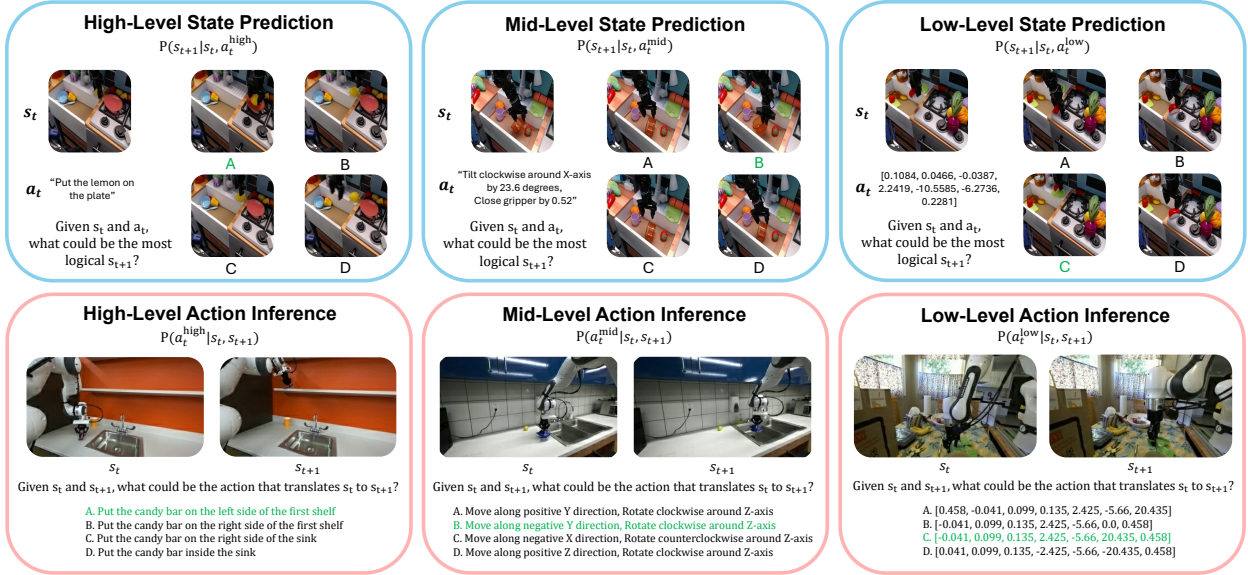 High-Level State Prediction
P(s_{t+1}|s_t, a_t^{high})
s_t
A
B
a_t
"Put the lemon on
the plate"
Given s_t and a_t,
what could be the most
logical s_{t+1}?
C
D
Mid-Level State Prediction
P(s_{t+1}|s_t, a_t^{mid})
s_t
A
B
a_t
"Tilt clockwise around X-axis
by 23.6 degrees,
Close gripper by 0.52"
Given s_t and a_t,
what could be the most
logical s_{t+1}?
C
D
Low-Level State Prediction
P(s_{t+1}|s_t, a_t^{low})
s_t
A
B
a_t
[0.1084, 0.0466, -0.0387,
2.2419, -10.5585, -6.2736,
0.2281]
Given s_t and a_t,
what could be the most
logical s_{t+1}?
C
D
High-Level Action Inference
P(a_t^{high}|s_t, s_{t+1})
s_t
s_{t+1}
Given s_t and s_{t+1}, what could be the action that translates s_t to s_{t+1}?
A. Put the candy bar on the left side of the first shelf
B. Put the candy bar on the right side of the first shelf
C. Put the candy bar on the right side of the sink
D. Put the candy bar inside the sink
Mid-Level Action Inference
P(a_t^{mid}|s_t, s_{t+1})
s_t
s_{t+1}
Given s_t and s_{t+1}, what could be the action that translates s_t to s_{t+1}?
A. Move along positive Y direction, Rotate clockwise around Z-axis
B. Move along negative Y direction, Rotate clockwise around Z-axis
C. Move along negative X direction, Rotate counterclockwise around Z-axis
D. Move along positive Z direction, Rotate clockwise around Z-axis
Low-Level Action Inference
P(a_t^{low}|s_t, s_{t+1})
s_t
s_{t+1}
Given s_t and s_{t+1}, what could be the action that translates s_t to s_{t+1}?
A. [0.458, -0.041, 0.099, 0.135, 2.425, -5.66, 20.435]
B. [-0.041, 0.099, 0.135, 2.425, -5.66, 0.0, 0.458]
C. [-0.041, 0.099, 0.135, 2.425, -5.66, 20.435, 0.458]
D. [0.041, 0.099, 0.135, -2.425, -5.66, -20.435, 0.458]